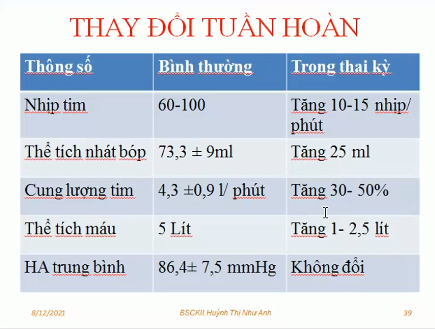 THAY ĐỔI TUẦN HOÀN
Thông số Bình thường Trong thai kỳ
Nhịp tim 60-100 Tăng 10-15 nhịp/
phút
Thể tích nhát bóp 73,3 ± 9ml Tăng 25 ml
Cung lượng tim 4,3 ±0,9 l/ phút Tăng 30- 50%
Thể tích máu 5 Lít Tăng 1- 2,5 lít
HA trung bình 86,4± 7,5 mmHg Không đổi
8/12/2021 BSCKII.Huỳnh Thị Như Anh 39